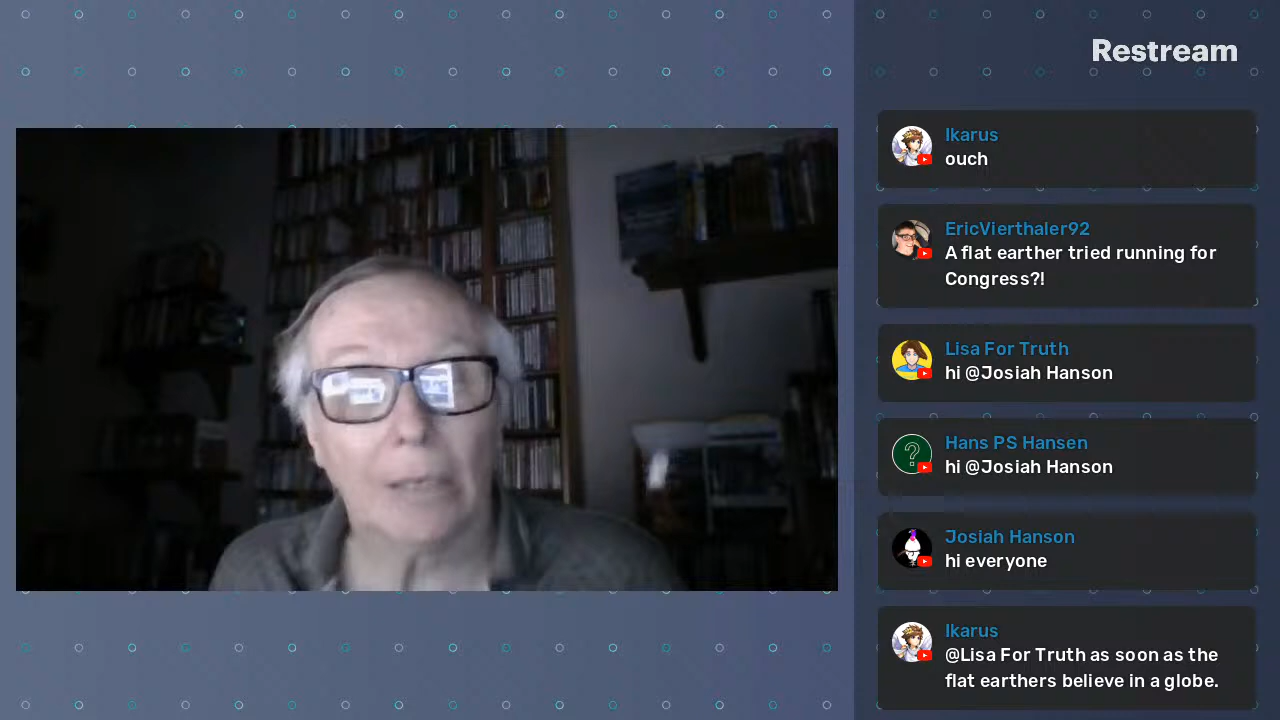 Restream
Ikarus
ouch
EricVierthaler92
A flat earther tried running for
Congress?!
Lisa For Truth
hi @Josiah Hanson
Hans PS Hansen
hi @Josiah Hanson
Josiah Hanson
hi everyone
Ikarus
@Lisa For Truth as soon as the
flat earthers believe in a globe.